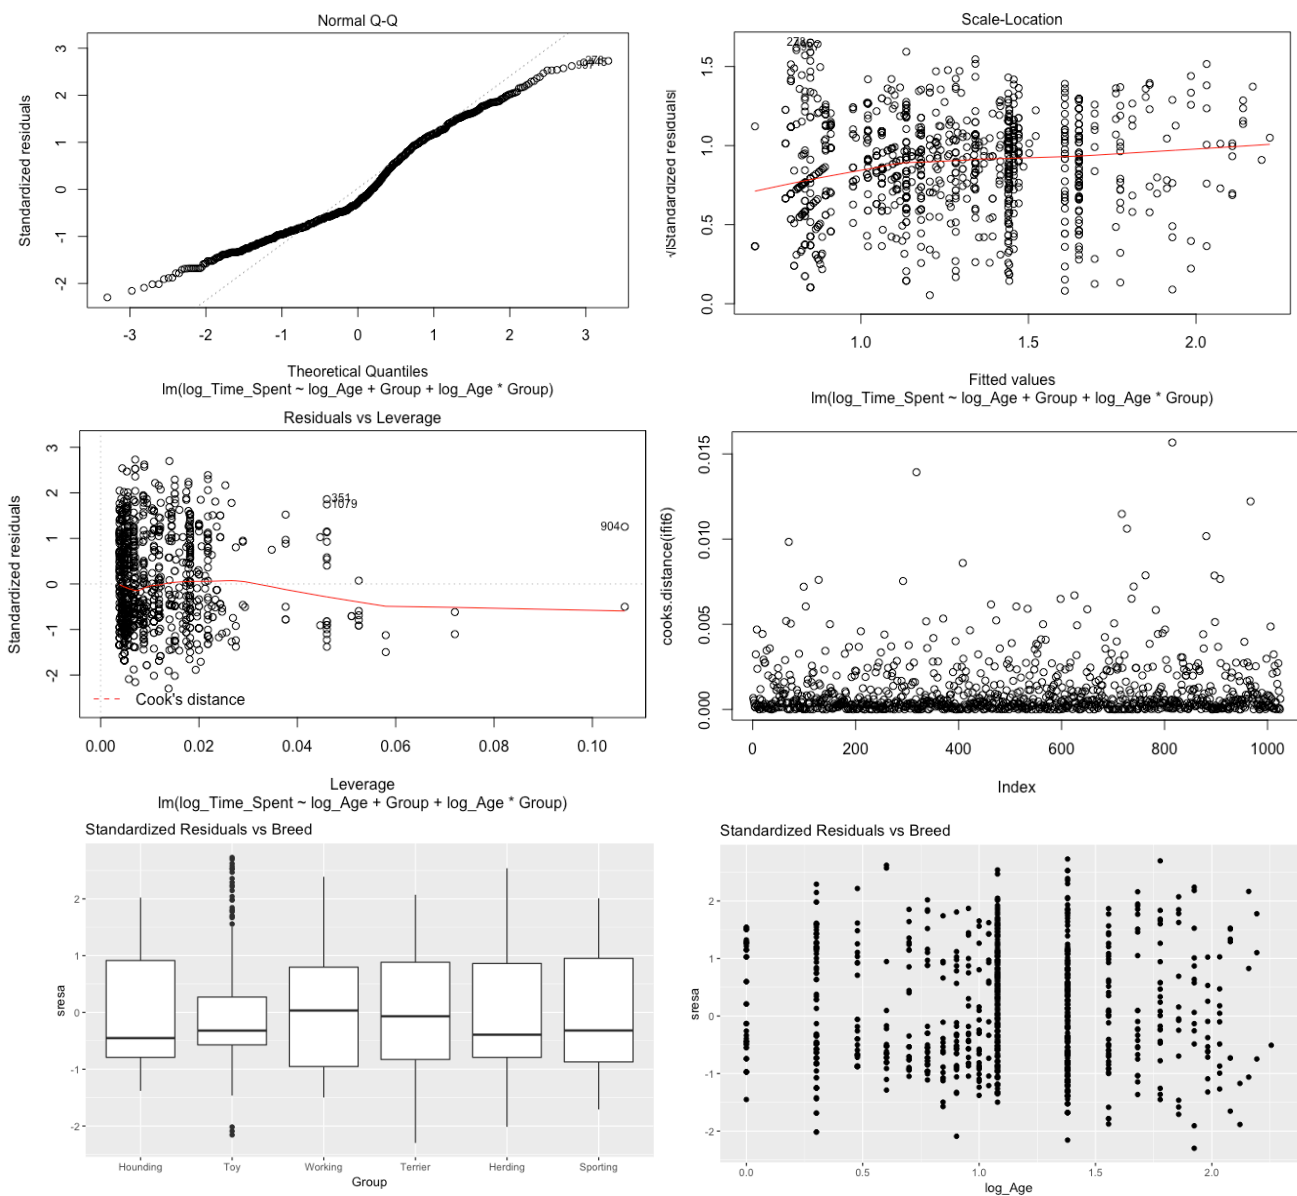 Normal Q-Q
Standardized residuals
3
2
1
0
-1
-2
-3 -2 -1 0 1 2 3
Theoretical Quantiles
lm(log_Time_Spent ~ log_Age + Group + log_Age * Group)
Scale-Location
278
√|Standardized residuals|
1.5
1.0
0.5
0.0
1.0 1.5 2.0
Fitted values
lm(log_Time_Spent ~ log_Age + Group + log_Age * Group)
Residuals vs Leverage
Standardized residuals
3
2
1
0
-1
-2
351
1079
904
Cook's distance
0.00 0.02 0.04 0.06 0.08 0.10
Leverage
lm(log_Time_Spent ~ log_Age + Group + log_Age * Group)
cooks.distance(ifit6)
0.015
0.010
0.005
0.000
0 200 400 600 800 1000
Index
Standardized Residuals vs Breed
sresa
2
1
0
-1
-2
Hounding Toy Working Terrier Herding Sporting
Group
Standardized Residuals vs Breed
sresa
2
1
0
-1
-2
0.0 0.5 1.0 1.5 2.0
log_Age